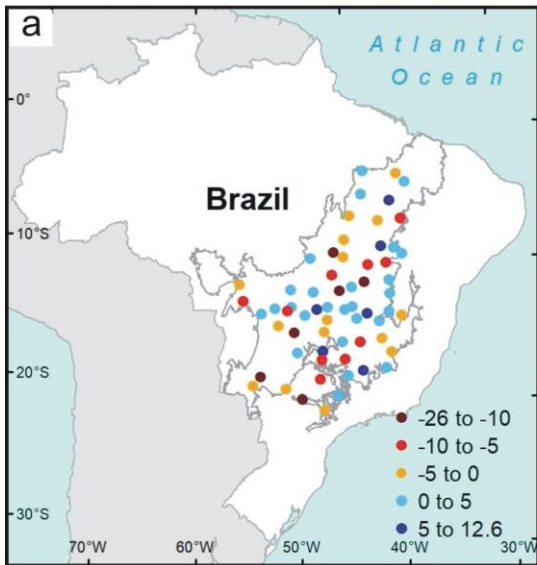 a
Atlantic
Ocean
0°
Brazil
10°S
20°S
-26 to -10
-10 to -5
-5 to 0
0 to 5
5 to 12.6
30°S
70°W 60°W 50°W 40°W 30°W